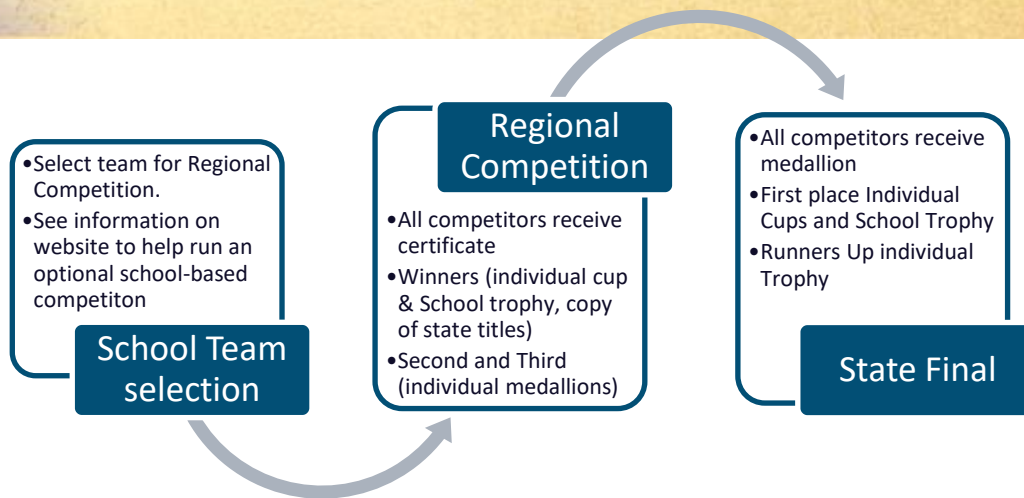 •Select team for Regional
Competition.
•See information on
website to help run an
optional school-based
competiton
School Team
selection
Regional
Competition
•All competitors receive
certificate
•Winners (individual cup
& School trophy, copy
of state titles)
•Second and Third
(individual medallions)
•All competitors receive
medallion
•First place Individual
Cups and School Trophy
•Runners Up individual
Trophy
State Final